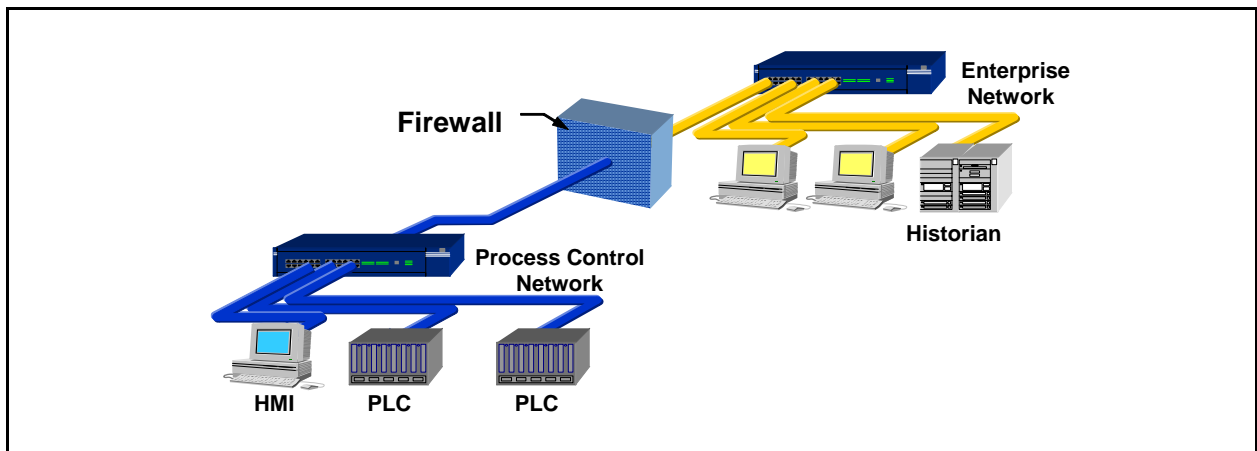 Enterprise
Network
Firewall
Historian
Process Control
Network
HMI
PLC
PLC